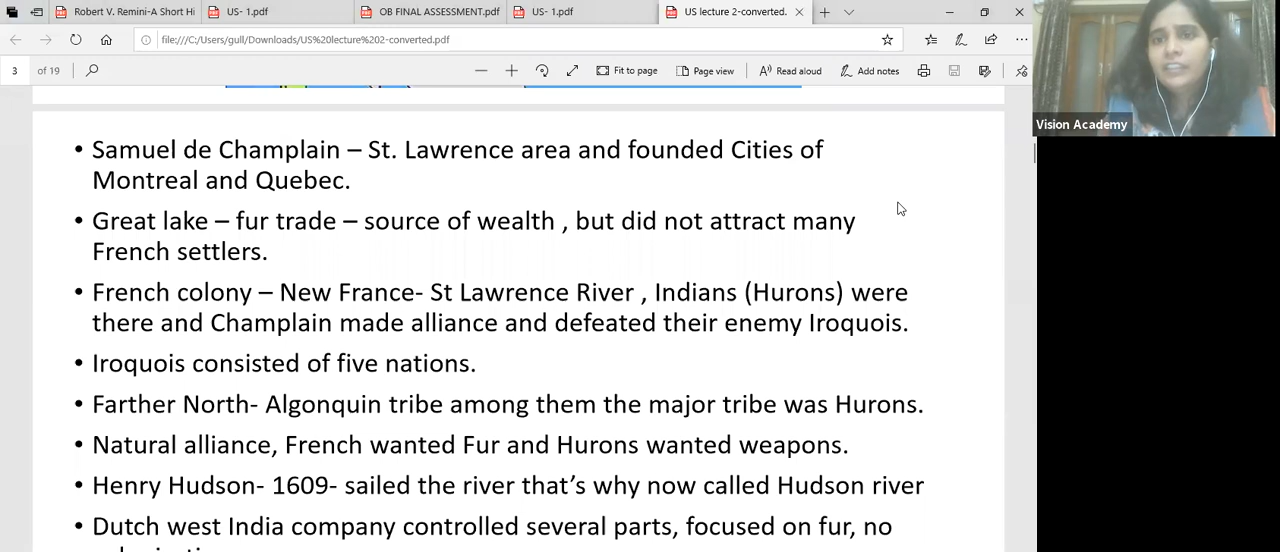 Robert V. Remini-A Short Hi US- 1.pdf OB FINAL ASSESSMENT.pdf US- 1.pdf US lecture 2-converted.
file:///C:/Users/gull/Downloads/US%20lecture%202-converted.pdf
3 of 19 Fit to page Page view Read aloud Add notes
Vision Academy
• Samuel de Champlain – St. Lawrence area and founded Cities of
Montreal and Quebec.
• Great lake – fur trade – source of wealth , but did not attract many
French settlers.
• French colony – New France- St Lawrence River , Indians (Hurons) were
there and Champlain made alliance and defeated their enemy Iroquois.
• Iroquois consisted of five nations.
• Farther North- Algonquin tribe among them the major tribe was Hurons.
• Natural alliance, French wanted Fur and Hurons wanted weapons.
• Henry Hudson- 1609- sailed the river that's why now called Hudson river
• Dutch west India company controlled several parts, focused on fur, no